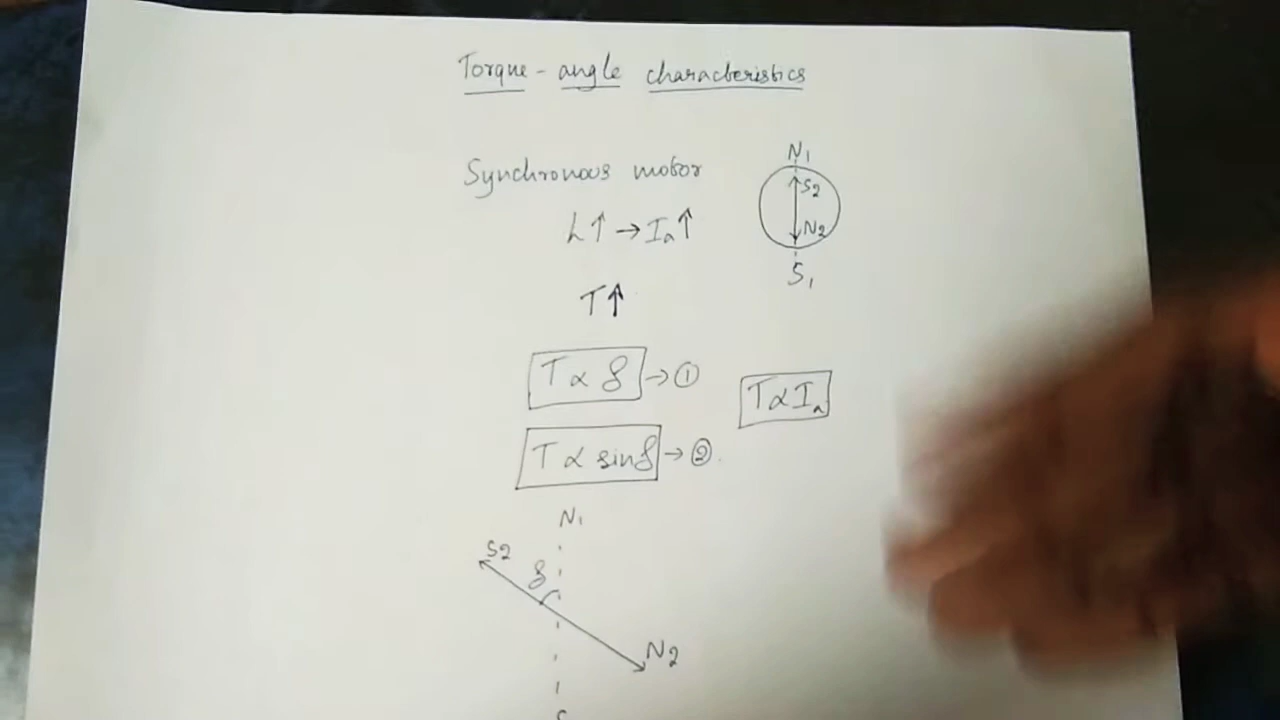 Torque - angle characteristics
Synchronous motor
N1
S2
N2
S1
L↑ → Ia↑
T↑
T ∝ δ → ①
T ∝ Ia
T ∝ sinδ → ②
N1
S2
δ
N2